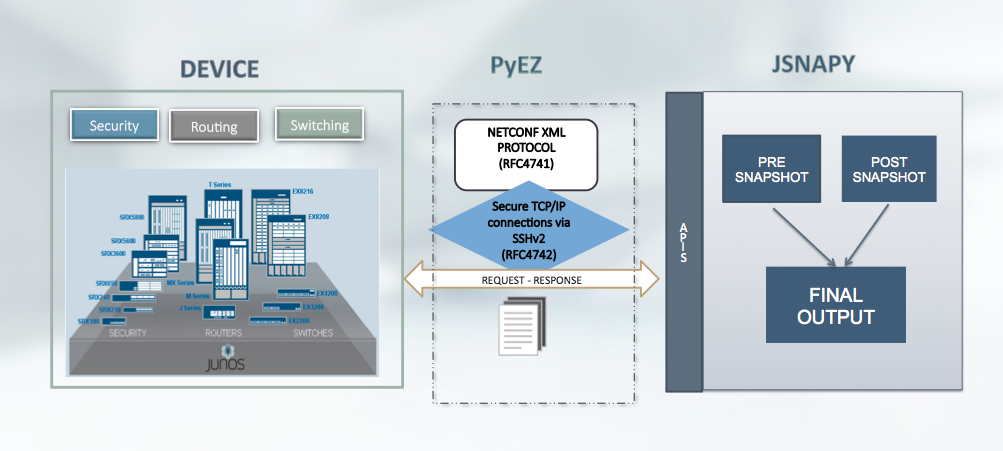 DEVICE
PyEZ
JSNAPY
Security
Routing
Switching
NETCONF XML
PROTOCOL
(RFC4741)
Secure TCP/IP
connections via
SSHv2
(RFC4742)
REQUEST - RESPONSE
APIS
PRE
SNAPSHOT
POST
SNAPSHOT
FINAL
OUTPUT
T Series
EX8216
SRX5800
EX8208
SRX5600
SRX3600
SRX650
MX Series
SRX240
M Series
EX4200
SRX210
J Series
EX3200
SRX100
EX2200
SECURITY
ROUTERS
SWITCHES
JUNOS